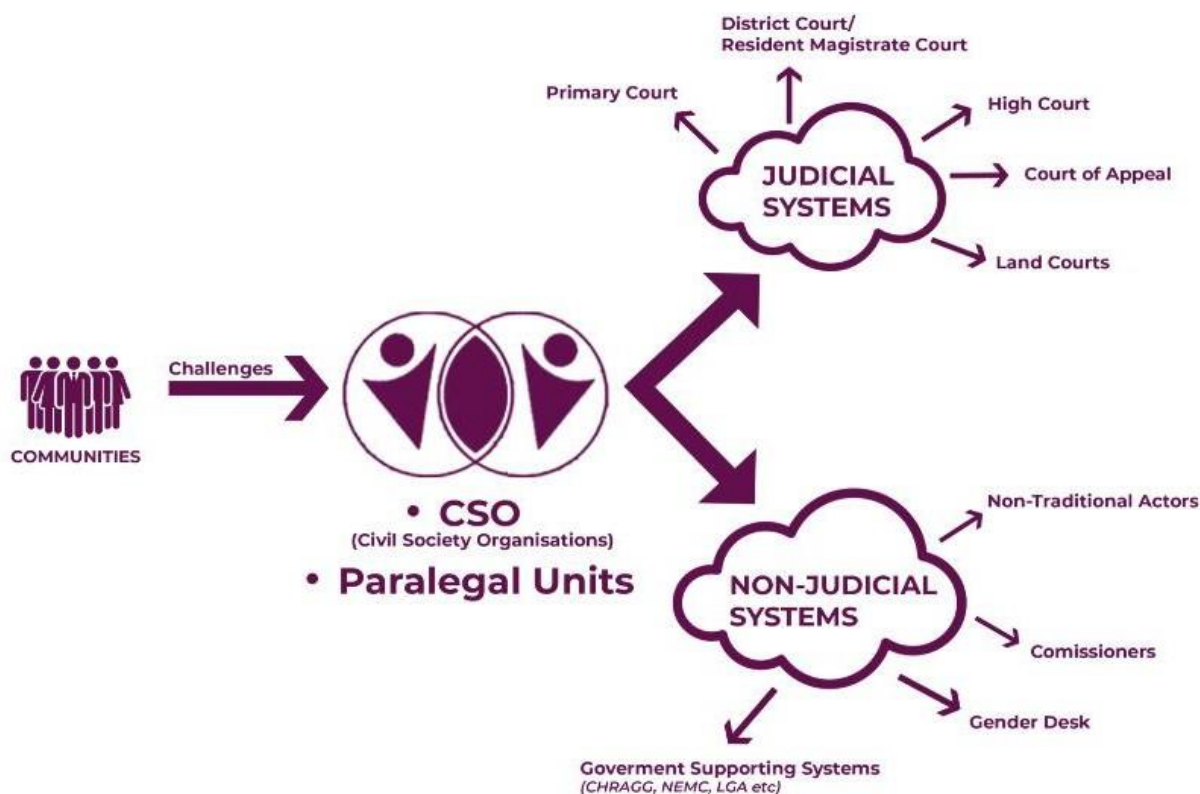 District Court/
Resident Magistrate Court
Primary Court
High Court
JUDICIAL
SYSTEMS
Court of Appeal
Land Courts
Challenges
COMMUNITIES
• CSO
(Civil Society Organisations)
• Paralegal Units
Non-Traditional Actors
NON-JUDICIAL
SYSTEMS
Comissioners
Gender Desk
Goverment Supporting Systems
(CHRAGG, NEMC, LGA etc)